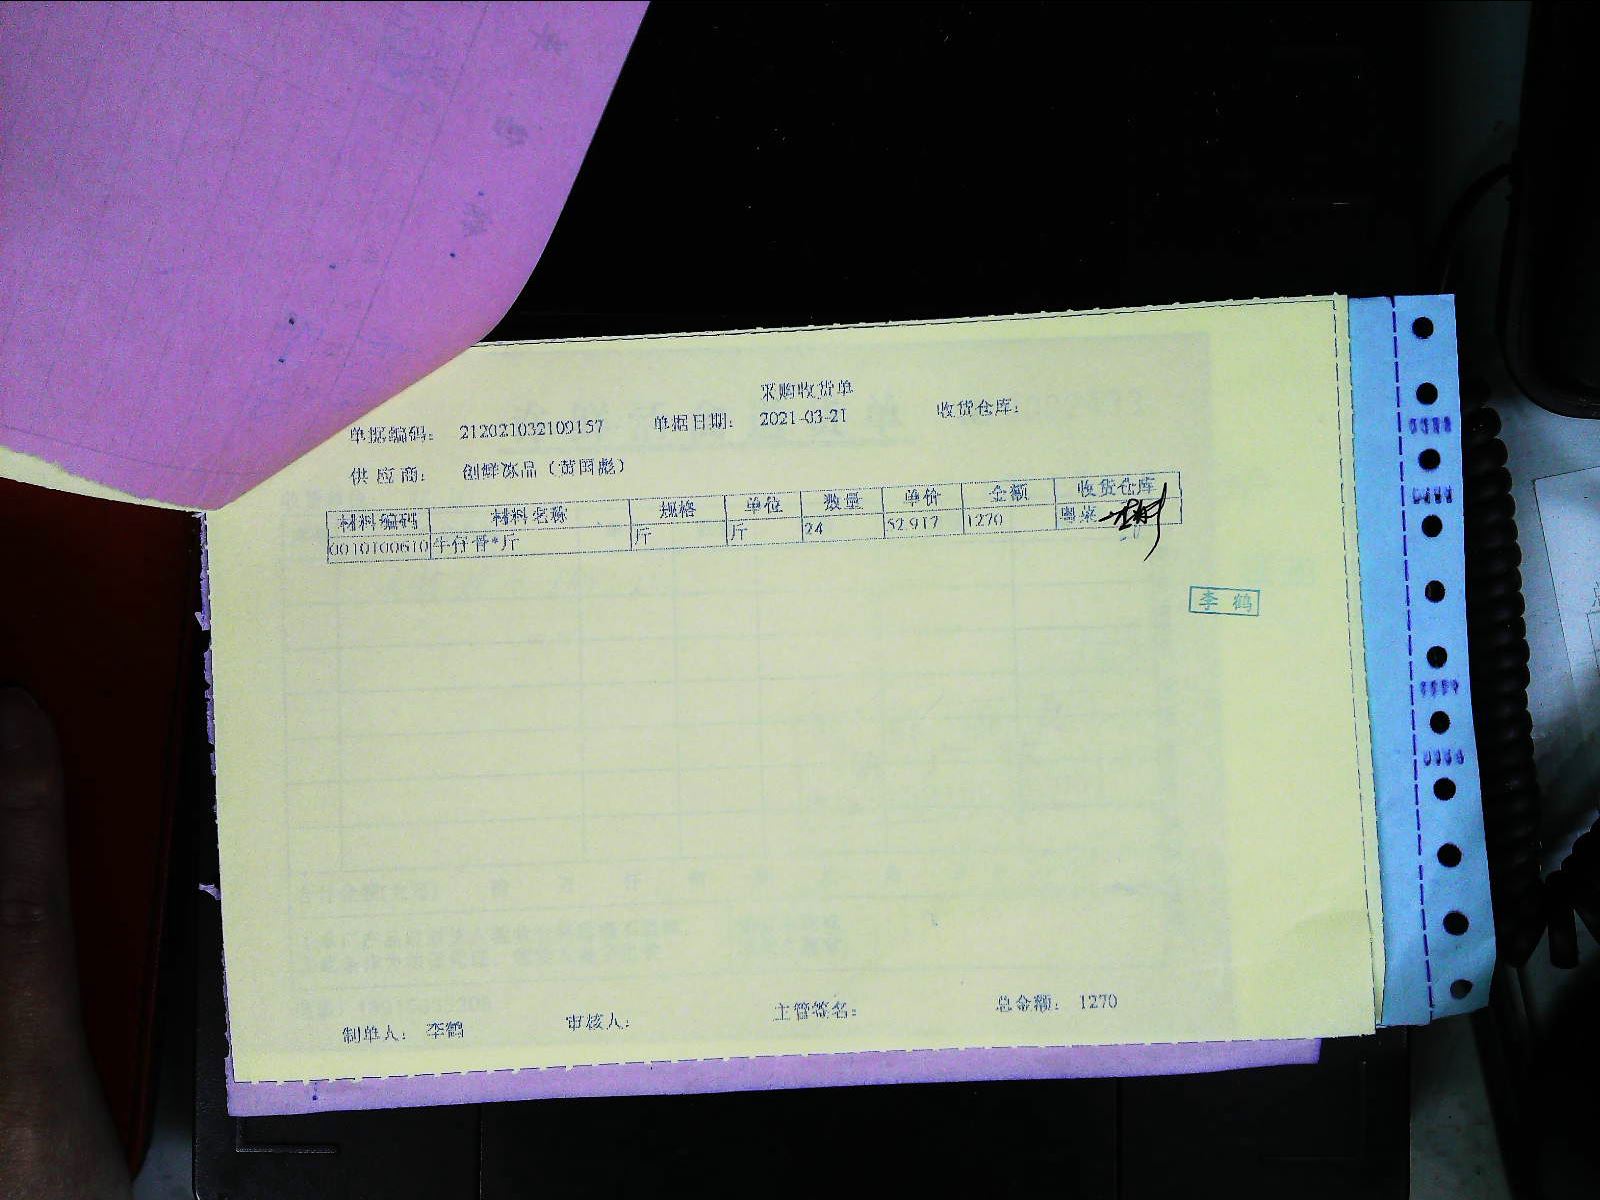 采购收货单
单据编码： 212021032109157 单据日期： 2021-03-21 收货仓库：
供 应 商： 创鲜冻品（黄国彪）
材料编码 材料名称 规格 单位 数量 单价 金额 收货仓库
0010100610 牛仔骨*斤 斤 斤 24 52.917 1270 粤菜
李 鹤
制单人： 李鹤 审核人： 主管签名： 总金额： 1270